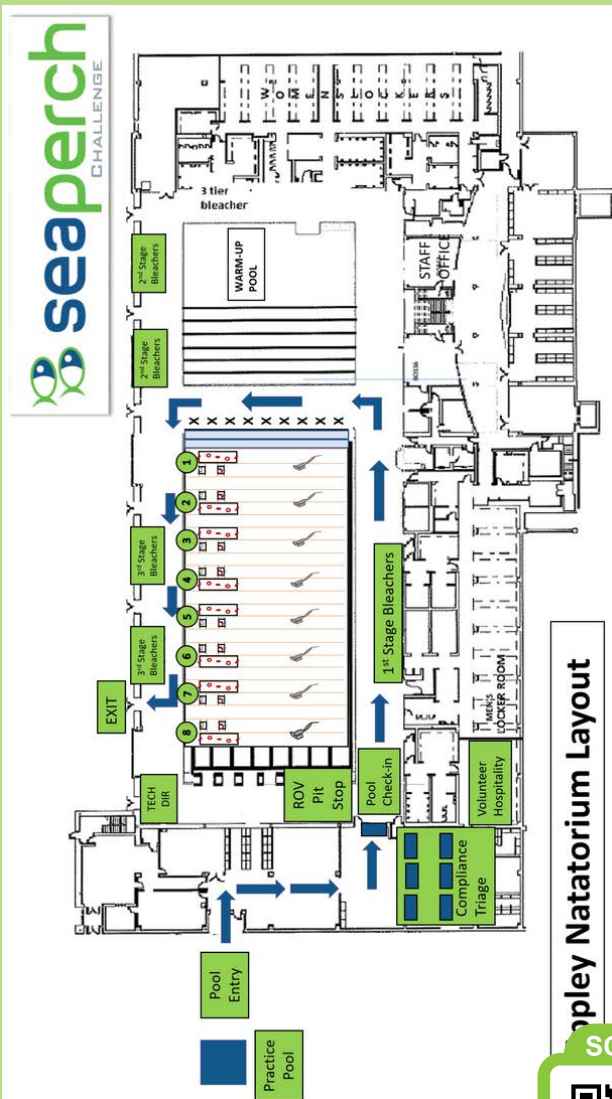 seaperch
CHALLENGE
WOMEN'S LOCKERS
3 tier
bleacher
WARM-UP
POOL
2nd Stage
Bleachers
2nd Stage
Bleachers
STAFF
OFFICE
X X X X X X X X X
1
2
3
4
5
6
7
8
3rd Stage
Bleachers
3rd Stage
Bleachers
EXIT
TECH
DIR
1st Stage Bleachers
MEN'S
LOCKER ROOM
ROV
Pit
Stop
Pool
Check-in
Volunteer
Hospitality
Compliance
Triage
Pool
Entry
Practice
Pool
Natatorium Layout